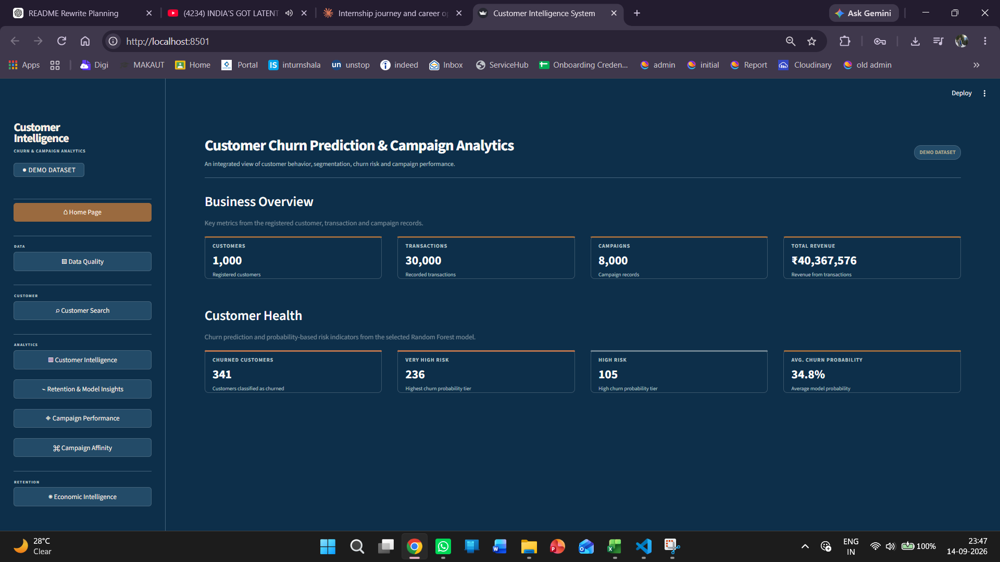 README Rewrite Planning
(4234) INDIA'S GOT LATENT
Internship journey and career op
Customer Intelligence System
Ask Gemini
http://localhost:8501
Apps
Digi
MAKAUT
Home
Portal
IS
inturnshala
un
unstop
indeed
Inbox
ServiceHub
Onboarding Creden...
admin
initial
Report
Cloudinary
old admin
Deploy
Customer
Intelligence
CHURN & CAMPAIGN ANALYTICS
DEMO DATASET
Home Page
DATA
Data Quality
CUSTOMER
Customer Search
ANALYTICS
Customer Intelligence
Retention & Model Insights
Campaign Performance
Campaign Affinity
RETENTION
Economic Intelligence
Customer Churn Prediction & Campaign Analytics
An integrated view of customer behavior, segmentation, churn risk and campaign performance.
DEMO DATASET
Business Overview
Key metrics from the registered customer, transaction and campaign records.
CUSTOMERS
1,000
Registered customers
TRANSACTIONS
30,000
Recorded transactions
CAMPAIGNS
8,000
Campaign records
TOTAL REVENUE
₹40,367,576
Revenue from transactions
Customer Health
Churn prediction and probability-based risk indicators from the selected Random Forest model.
CHURNED CUSTOMERS
341
Customers classified as churned
VERY HIGH RISK
236
Highest churn probability tier
HIGH RISK
105
High churn probability tier
AVG. CHURN PROBABILITY
34.8%
Average model probability
28°C
Clear
ENG
IN
100%
23:47
14-09-2026